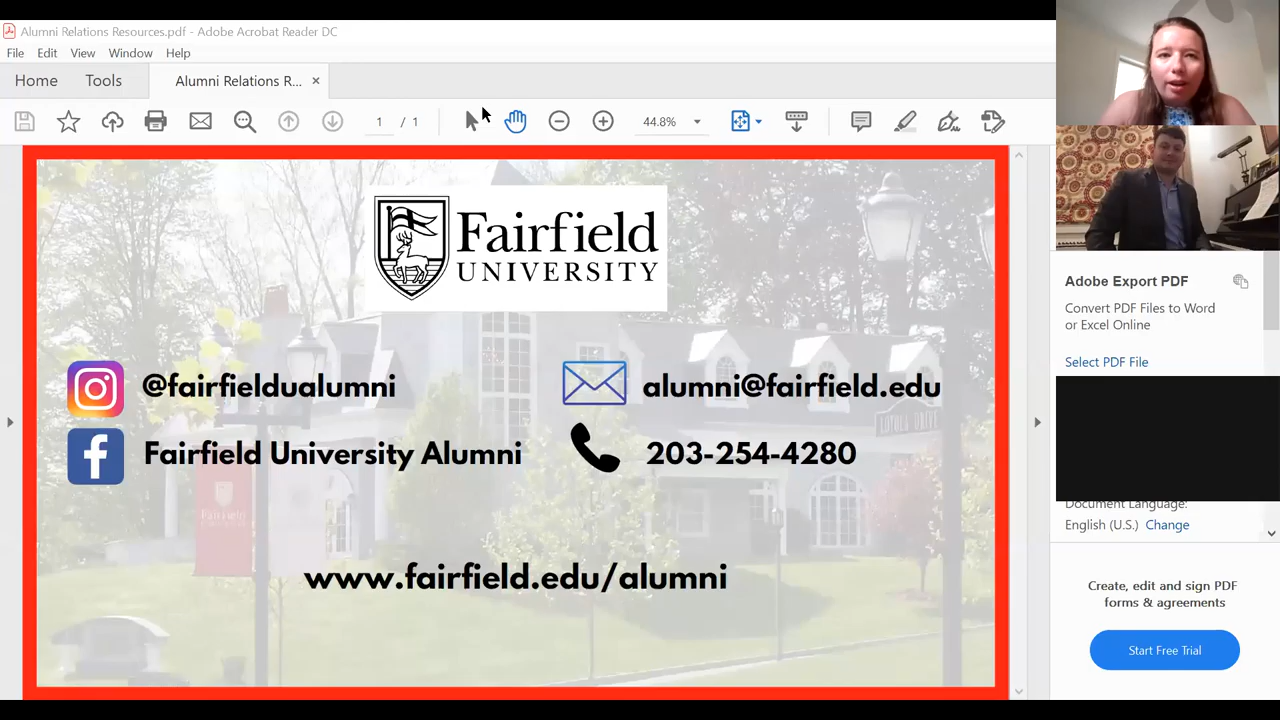 Alumni Relations Resources.pdf - Adobe Acrobat Reader DC
File Edit View Window Help
Home Tools Alumni Relations R... ×
1 / 1 44.8%
Fairfield
UNIVERSITY
@fairfieldualumni
alumni@fairfield.edu
Fairfield University Alumni
203-254-4280
LOYOLA DRIVE
Fairfield
www.fairfield.edu/alumni
Adobe Export PDF
Convert PDF Files to Word
or Excel Online
Select PDF File
Document Language:
English (U.S.) Change
Create, edit and sign PDF
forms & agreements
Start Free Trial